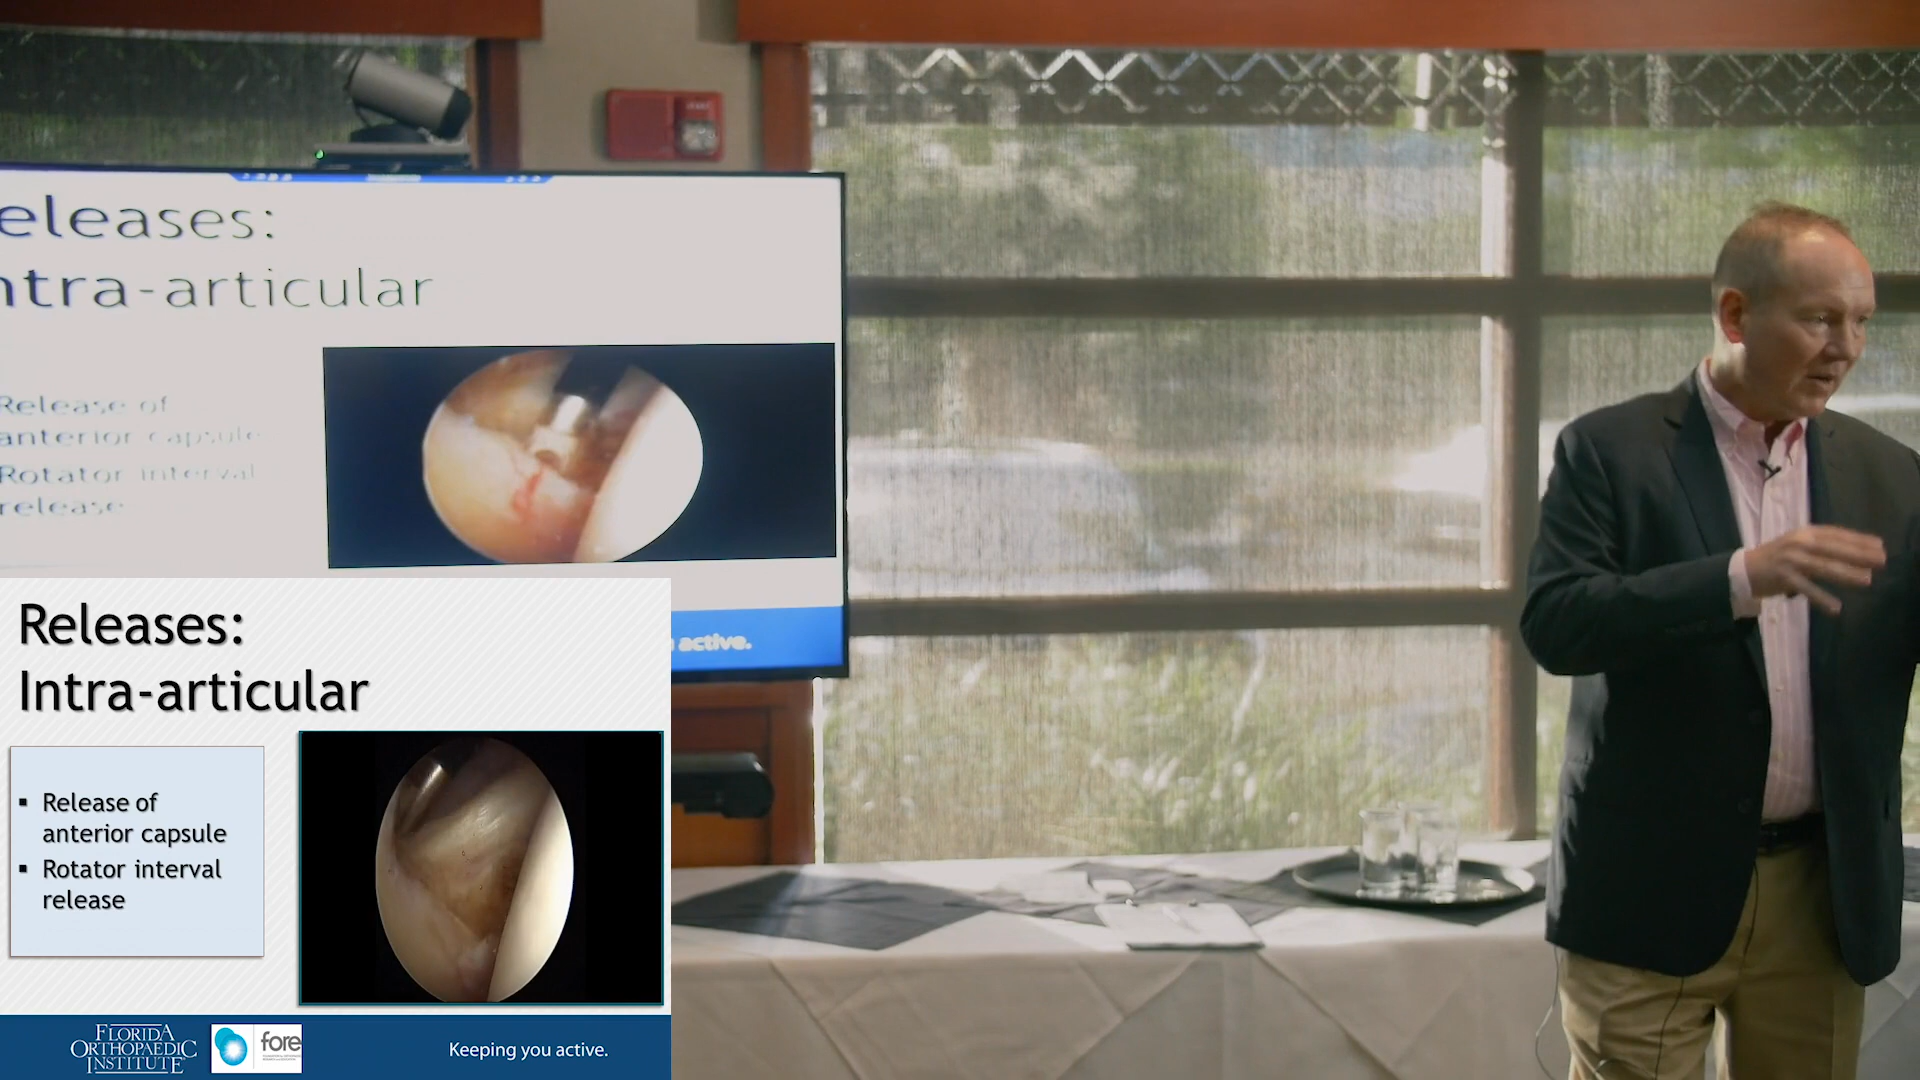 eleases:
ntra-articular
Release of
anterior capsule
Rotator interval
release
active.
Releases:
Intra-articular
▪ Release of
anterior capsule
▪ Rotator interval
release
FLORIDA
ORTHOPAEDIC
INSTITUTE
fore
Keeping you active.